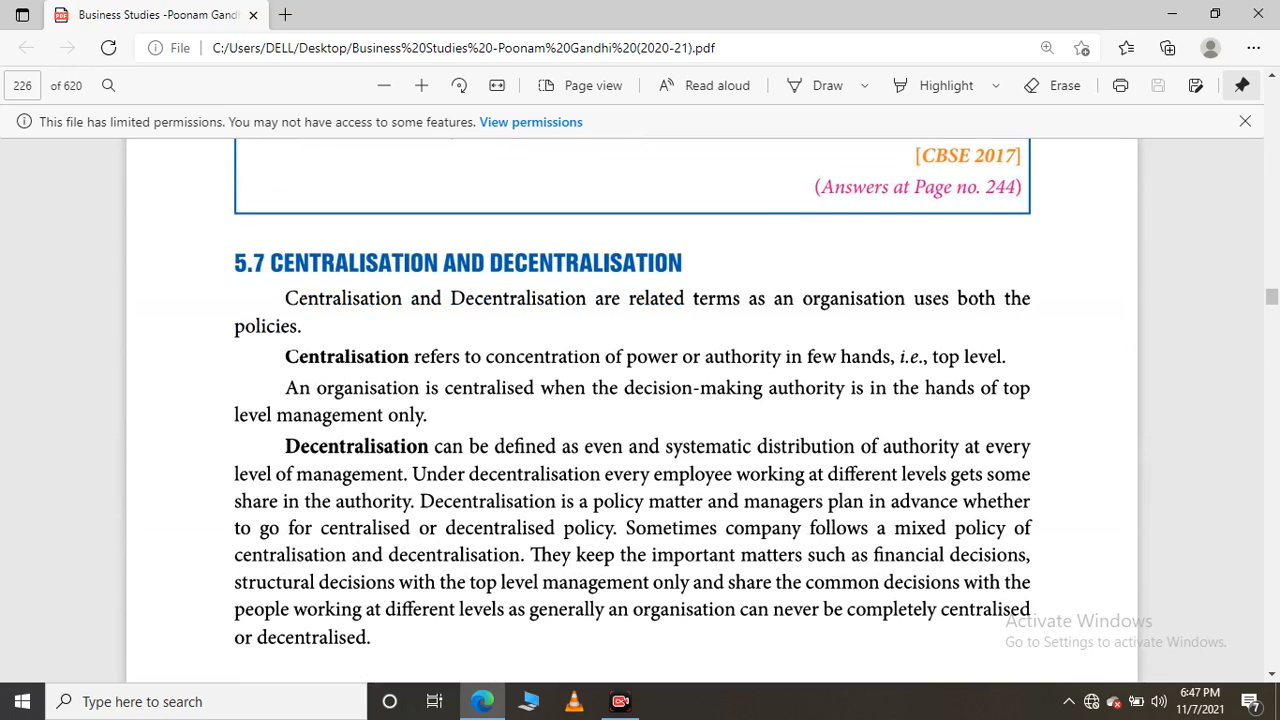 Business Studies -Poonam Gandh
File C:/Users/DELL/Desktop/Business%20Studies%20-Poonam%20Gandhi%20(2020-21).pdf
226 of 620 Page view Read aloud Draw Highlight Erase
This file has limited permissions. You may not have access to some features. View permissions
[CBSE 2017]
(Answers at Page no. 244)
5.7 CENTRALISATION AND DECENTRALISATION
Centralisation and Decentralisation are related terms as an organisation uses both the
policies.
Centralisation refers to concentration of power or authority in few hands, i.e., top level.
An organisation is centralised when the decision-making authority is in the hands of top
level management only.
Decentralisation can be defined as even and systematic distribution of authority at every
level of management. Under decentralisation every employee working at different levels gets some
share in the authority. Decentralisation is a policy matter and managers plan in advance whether
to go for centralised or decentralised policy. Sometimes company follows a mixed policy of
centralisation and decentralisation. They keep the important matters such as financial decisions,
structural decisions with the top level management only and share the common decisions with the
people working at different levels as generally an organisation can never be completely centralised
or decentralised.
Activate Windows
Go to Settings to activate Windows.
Type here to search
6:47 PM
11/7/2021
7